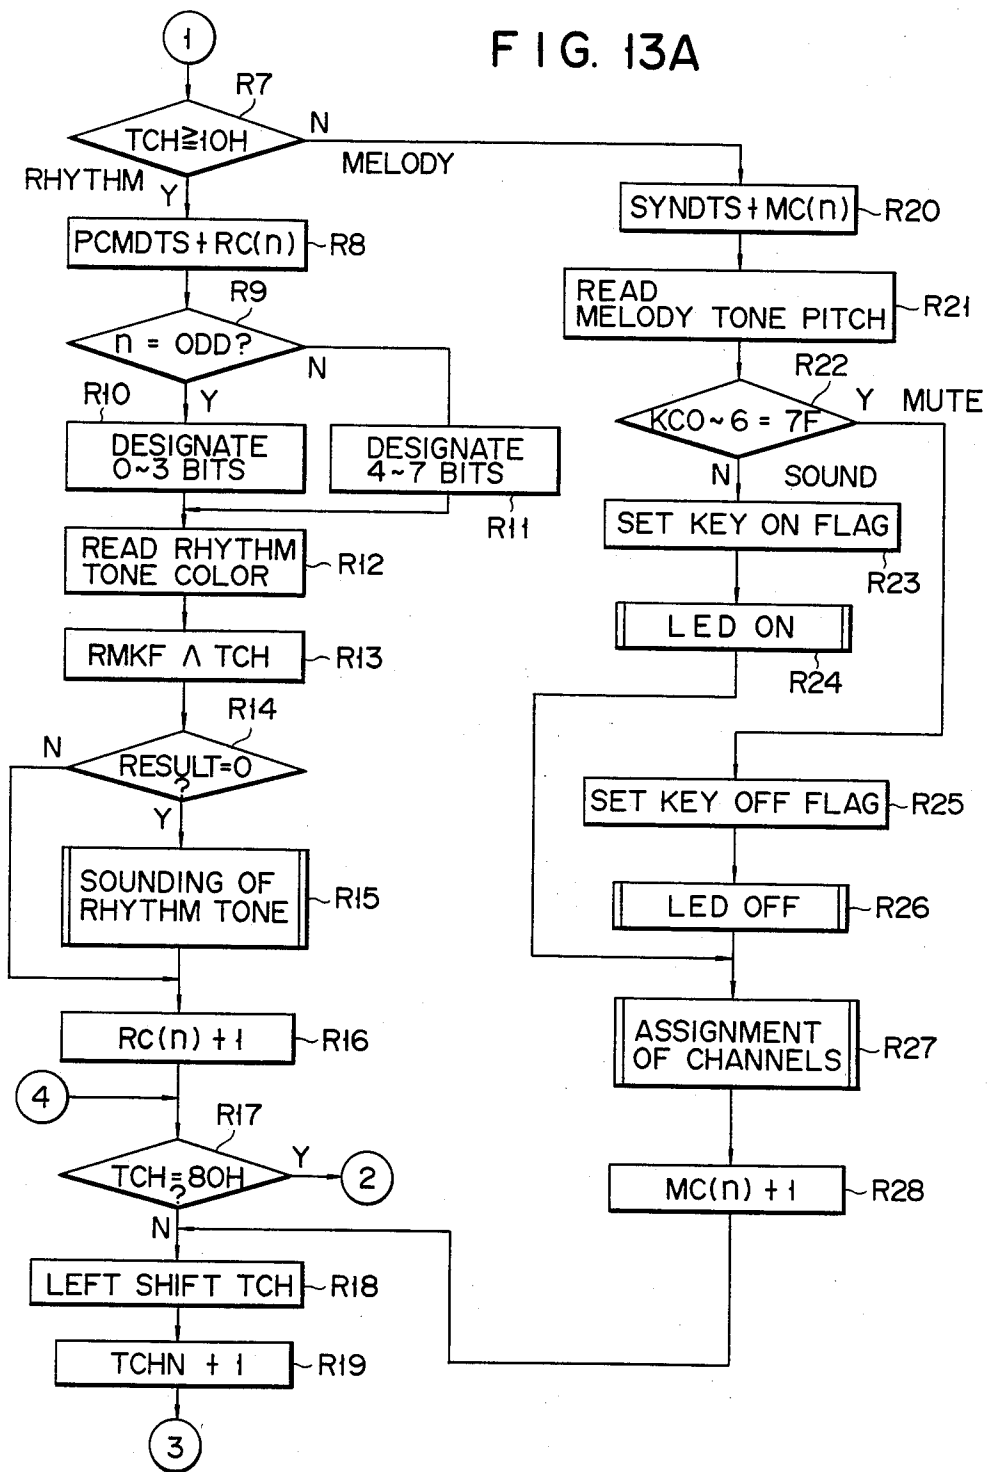 FIG. 13A
1
R7
TCH≧10H
N
MELODY
RHYTHM
Y
PCMDTS+RC(n)
R8
R9
n = ODD?
N
Y
R10
DESIGNATE
0~3 BITS
DESIGNATE
4~7 BITS
R11
READ RHYTHM
TONE COLOR
R12
RMKF Λ TCH
R13
R14
N
RESULT=0
?
Y
SOUNDING OF
RHYTHM TONE
R15
RC(n) +1
R16
4
R17
TCH=80H
?
Y
2
N
LEFT SHIFT TCH
R18
TCHN + 1
R19
3
SYNDTS+MC(n)
R20
READ
MELODY TONE PITCH
R21
R22
KC0~6 = 7F
Y MUTE
N SOUND
SET KEY ON FLAG
R23
LED ON
R24
SET KEY OFF FLAG
R25
LED OFF
R26
ASSIGNMENT
OF CHANNELS
R27
MC(n) +1
R28